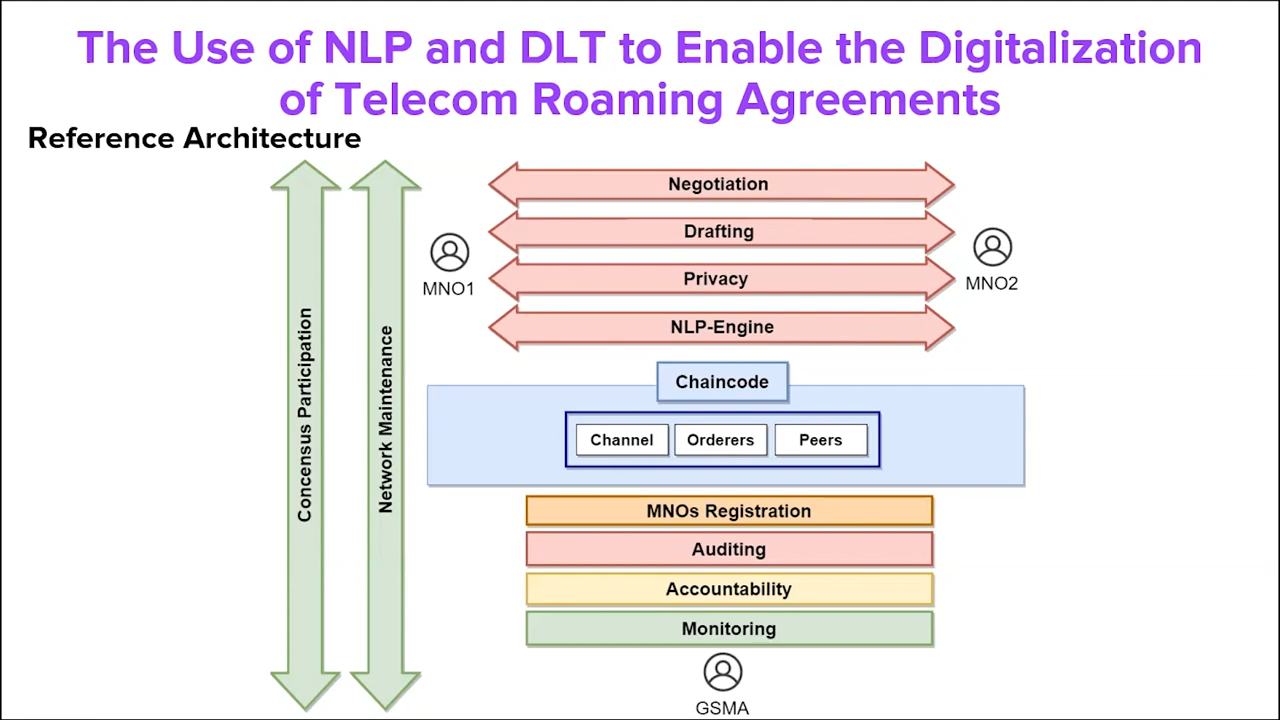 The Use of NLP and DLT to Enable the Digitalization
of Telecom Roaming Agreements
Reference Architecture
Concensus Participation
Network Maintenance
Negotiation
Drafting
Privacy
NLP-Engine
MNO1
MNO2
Chaincode
Channel
Orderers
Peers
MNOs Registration
Auditing
Accountability
Monitoring
GSMA